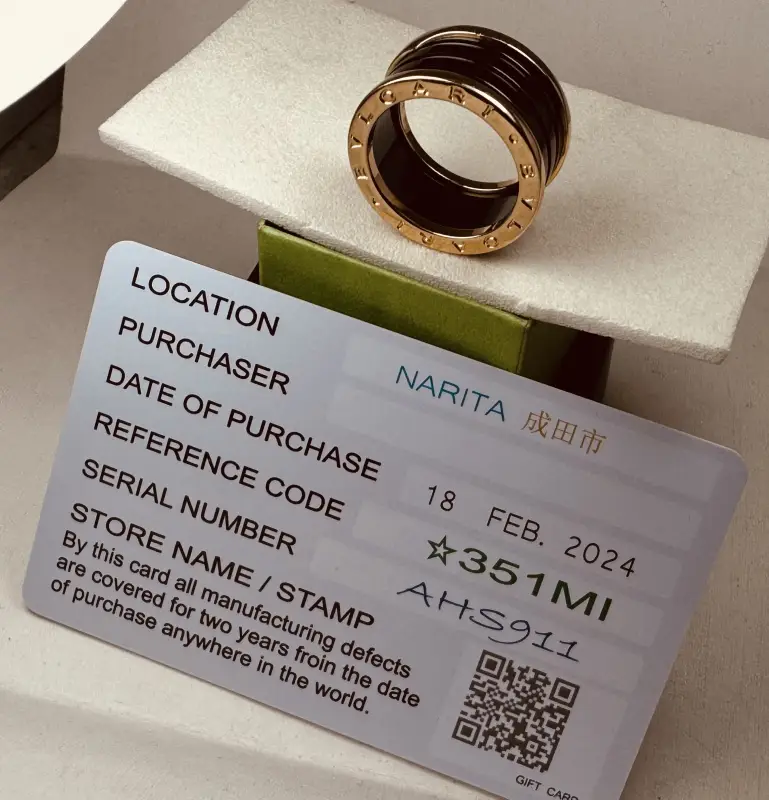 BVLGARI • BVLGARI •
LOCATION NARITA 成田市
PURCHASER
DATE OF PURCHASE 18 FEB. 2024
REFERENCE CODE ☆351MI
SERIAL NUMBER AHS911
STORE NAME / STAMP
By this card all manufacturing defects
are covered for two years froin the date
of purchase anywhere in the world.
GIFT CARD